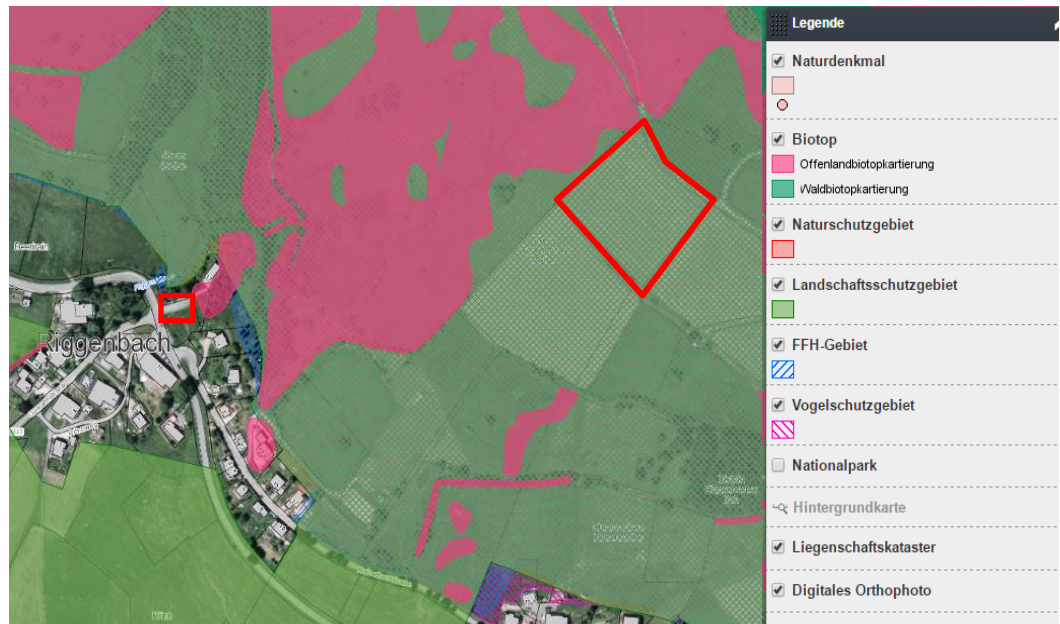 Legende
Naturdenkmal
Biotop
Offenlandbiotopkartierung
Waldbiotopkartierung
Naturschutzgebiet
Landschaftsschutzgebiet
FFH-Gebiet
Vogelschutzgebiet
Nationalpark
Hintergrundkarte
Liegenschaftskataster
Digitales Orthophoto
Riggenbach